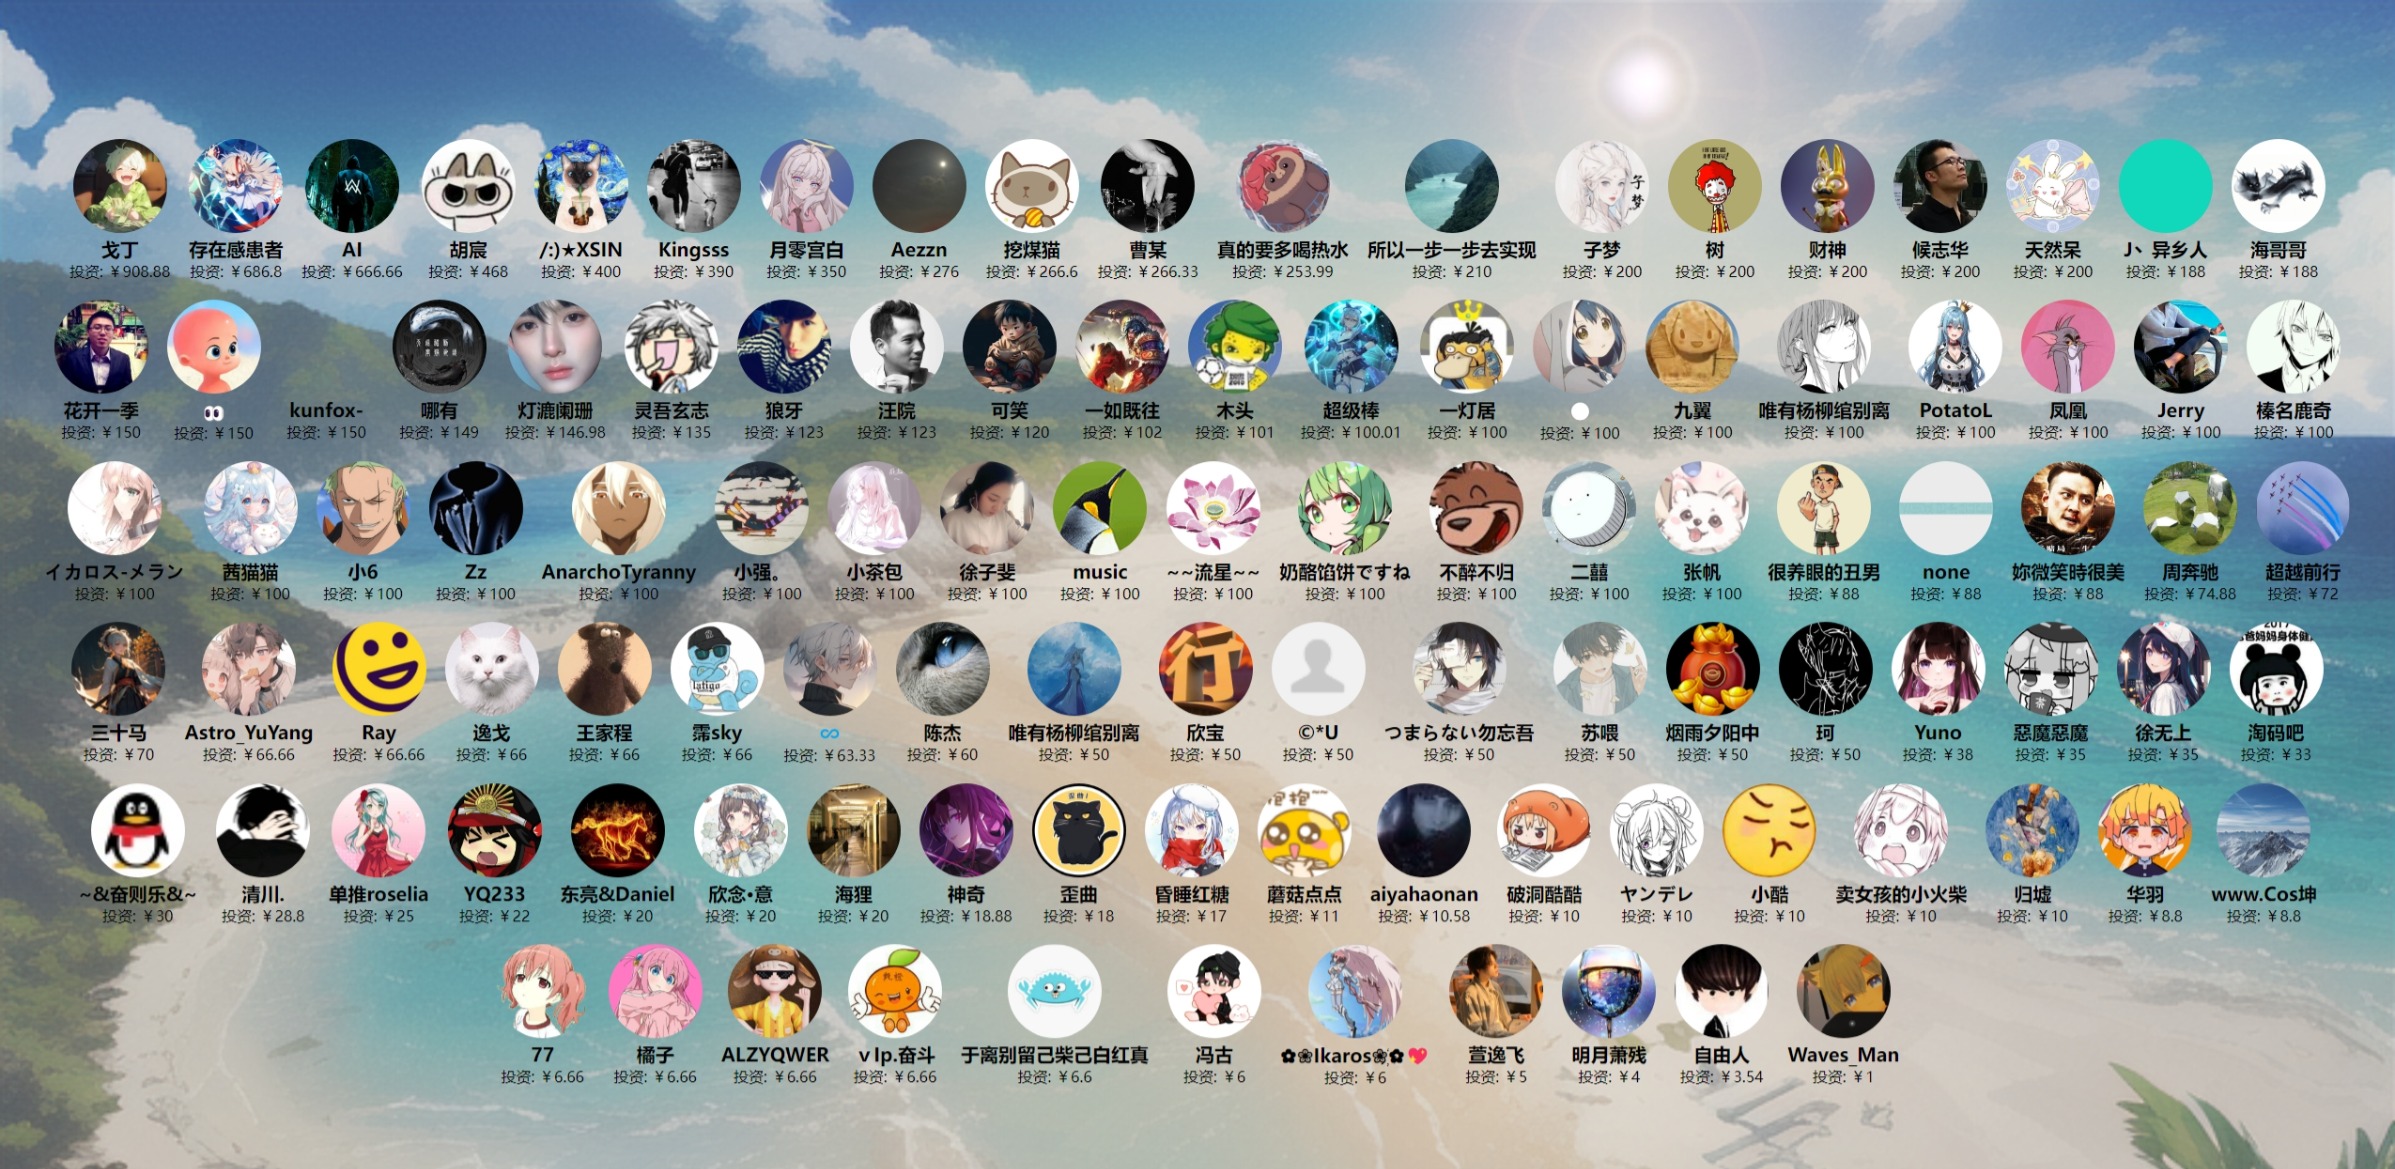 戈丁 存在感患者 AI 胡宸 /:)★XSIN Kingsss 月零宫白 Aezzn 挖煤猫 曹某 真的要多喝热水 所以一步一步去实现 子梦 树 财神 候志华 天然呆 J丶异乡人 海哥哥
投资: ¥908.88 投资: ¥686.8 投资: ¥666.66 投资: ¥468 投资: ¥400 投资: ¥390 投资: ¥350 投资: ¥276 投资: ¥266.6 投资: ¥266.33 投资: ¥253.99 投资: ¥210 投资: ¥200 投资: ¥200 投资: ¥200 投资: ¥200 投资: ¥200 投资: ¥188 投资: ¥188
花开一季 👀 kunfox- 哪有 灯漉阑珊 灵吾玄志 狼牙 汪院 可笑 一如既往 木头 超级棒 一灯居 九翼 唯有杨柳绾别离 PotatoL 凤凰 Jerry 榛名鹿奇
投资: ¥150 投资: ¥150 投资: ¥150 投资: ¥149 投资: ¥146.98 投资: ¥135 投资: ¥123 投资: ¥123 投资: ¥120 投资: ¥102 投资: ¥101 投资: ¥100.01 投资: ¥100 投资: ¥100 投资: ¥100 投资: ¥100 投资: ¥100 投资: ¥100 投资: ¥100 投资: ¥100
イカロス-メラン 茜猫猫 小6 Zz AnarchoTyranny 小强。 小茶包 徐子斐 music ~~流星~~ 奶酪馅饼ですね 不醉不归 二囍 张帆 很养眼的丑男 none 妳微笑時很美 周奔驰 超越前行
投资: ¥100 投资: ¥100 投资: ¥100 投资: ¥100 投资: ¥100 投资: ¥100 投资: ¥100 投资: ¥100 投资: ¥100 投资: ¥100 投资: ¥100 投资: ¥100 投资: ¥100 投资: ¥100 投资: ¥88 投资: ¥88 投资: ¥88 投资: ¥74.88 投资: ¥72
三十马 Astro_YuYang Ray 逸戈 王家程 霈sky ∞ 陈杰 唯有杨柳绾别离 欣宝 ©*U つまらない勿忘吾 苏喂 烟雨夕阳中 珂 Yuno 惡魔惡魔 徐无上 淘码吧
投资: ¥70 投资: ¥66.66 投资: ¥66.66 投资: ¥66 投资: ¥66 投资: ¥66 投资: ¥63.33 投资: ¥60 投资: ¥50 投资: ¥50 投资: ¥50 投资: ¥50 投资: ¥50 投资: ¥50 投资: ¥50 投资: ¥38 投资: ¥35 投资: ¥35 投资: ¥33
~&奋则乐&~ 清川. 单推roselia YQ233 东亮&Daniel 欣念•意 海狸 神奇 歪曲 昏睡红糖 蘑菇点点 aiyahaonan 破洞酷酷 ヤンデレ 小酷 卖女孩的小火柴 归墟 华羽 www.Cos坤
投资: ¥30 投资: ¥28.8 投资: ¥25 投资: ¥22 投资: ¥20 投资: ¥20 投资: ¥20 投资: ¥18.88 投资: ¥18 投资: ¥17 投资: ¥11 投资: ¥10.58 投资: ¥10 投资: ¥10 投资: ¥10 投资: ¥10 投资: ¥10 投资: ¥8.8 投资: ¥8.8
77 橘子 ALZYQWER v Ip.奋斗 于离别留己柴己白红真 冯古 ✿❀Ikaros❀✿💖 萱逸飞 明月萧残 自由人 Waves_Man
投资: ¥6.66 投资: ¥6.66 投资: ¥6.66 投资: ¥6.66 投资: ¥6.6 投资: ¥6 投资: ¥6 投资: ¥5 投资: ¥4 投资: ¥3.54 投资: ¥1